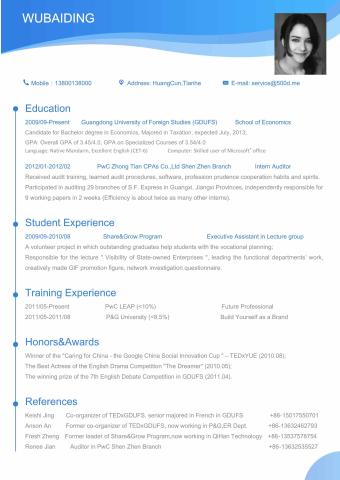 WUBAIDING
Mobile : 13800138000 Address: HuangCun,Tianhe E-mail: service@500d.me
Education
2009/09-Present Guangdong University of Foreign Studies (GDUFS) School of Economics
Candidate for Bachelor degree in Economics, Majored in Taxation, expected July, 2013;
GPA: Overall GPA of 3.45/4.0, GPA on Specialized Courses of 3.54/4.0
Language: Native Mandarin, Excellent English (CET-6) Computer: Skilled user of Microsoft® office
2012/01-2012/02 PwC Zhong Tian CPAs Co.,Ltd Shen Zhen Branch Intern Auditor
Received audit training, learned audit procedures, software, profession prudence cooperation habits and spirits.
Participated in auditing 29 branches of S.F. Express in Guangxi, Jiangxi Provinces, independently responsible for
9 working papers in 2 weeks (Efficiency is about twice as many other interns).
Student Experience
2009/09-2010/08 Share&Grow Program Executive Assistant in Lecture group
A volunteer project in which outstanding graduates help students with the vocational planning;
Responsible for the lecture " Visibility of State-owned Enterprises ", leading the functional departments' work,
creatively made GIF promotion figure, network investigation questionnaire.
Training Experience
2011/05-Present PwC LEAP (<10%) Future Professional
2011/05-2011/08 P&G University (<8.5%) Build Yourself as a Brand
Honors&Awards
Winner of the "Caring for China - the Google China Social Innovation Cup " – TEDxYUE (2010.08);
The Best Actress of the English Drama Competition "The Dreamer" (2010.05);
The winning prize of the 7th English Debate Competition in GDUFS (2011.04).
References
Keishi Jing Co-organizer of TEDxGDUFS, senior majored in French in GDUFS +86-15017550701
Anson An Former co-organizer of TEDxGDUFS, now working in P&G,ER Dept. +86-13632462793
Fresh Zheng Former leader of Share&Grow Program,now working in QiHan Technology +86-13537578754
Renee Jian Auditor in PwC Shen Zhen Branch +86-13632535527